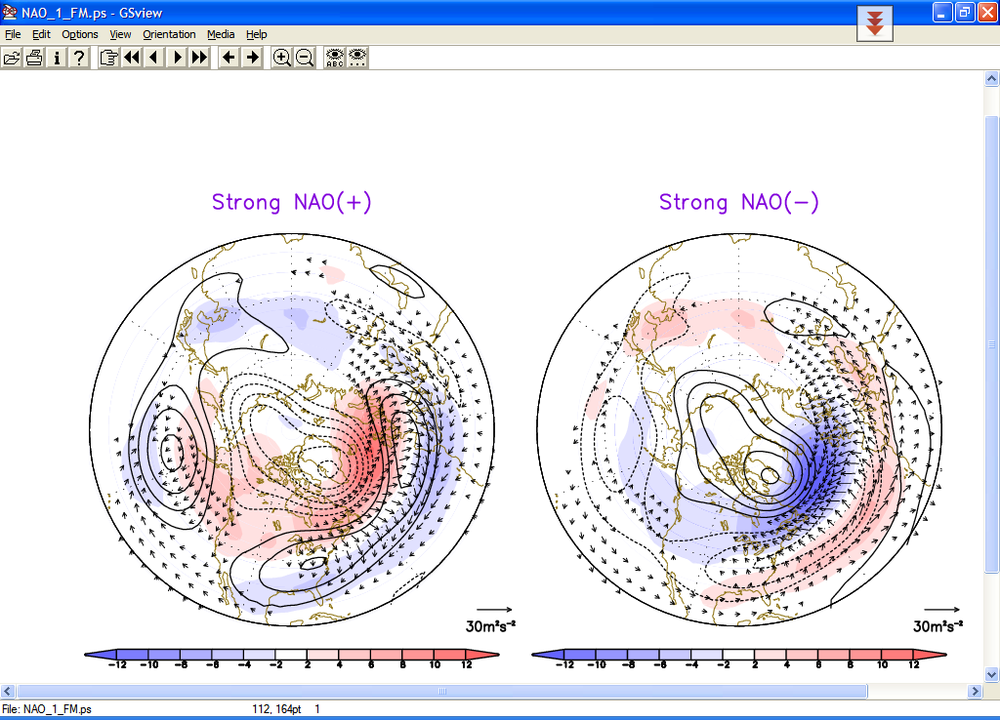 NAO_1_FM.ps - GSview
File Edit Options View Orientation Media Help
i ? ABC
Strong NAO(+) Strong NAO(−)
30m²s⁻² 30m²s⁻²
−12 −10 −8 −6 −4 −2 2 4 6 8 10 12 −12 −10 −8 −6 −4 −2 2 4 6 8 10 12
File: NAO_1_FM.ps 112, 164pt 1